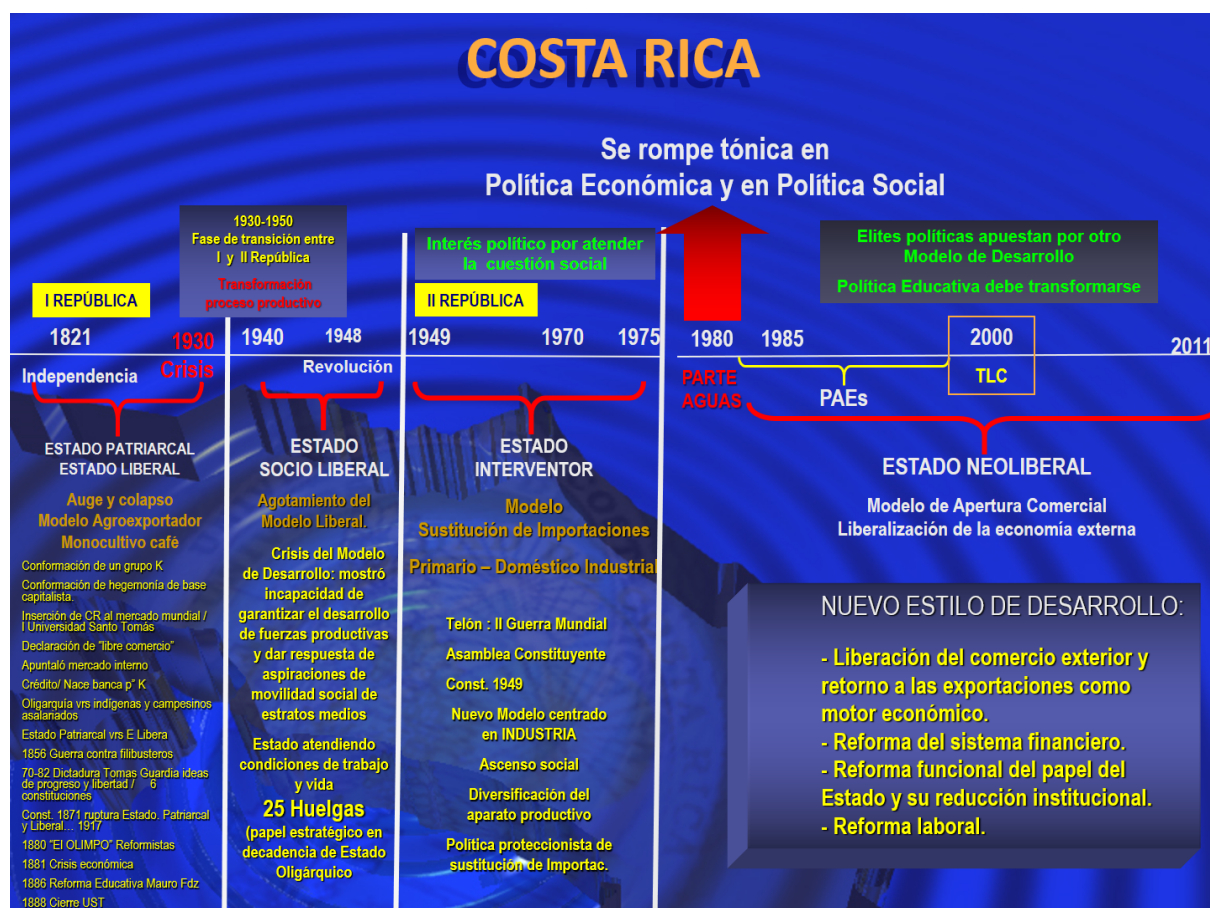 COSTA RICA
Se rompe tónica en
Política Económica y en Política Social
1930-1950
Fase de transición entre
I y II República
Transformación
proceso productivo
Interés político por atender
la cuestión social
Elites políticas apuestan por otro
Modelo de Desarrollo
Política Educativa debe transformarse
I REPÚBLICA
II REPÚBLICA
1821
1930
1940
1948
1949
1970
1975
1980
1985
2000
2011
Independencia
Crisis
Revolución
PARTE
AGUAS
PAEs
TLC
ESTADO PATRIARCAL
ESTADO LIBERAL
Auge y colapso
Modelo Agroexportador
Monocultivo café
Conformación de un grupo K
Conformación de hegemonía de base
capitalista.
Inserción de CR al mercado mundial /
I Universidad Santo Tomás
Declaración de "libre comercio"
Apuntaló mercado interno
Crédito/ Nace banca p" K
Oligarquía vrs indígenas y campesinos
asalariados
Estado Patriarcal vrs E Libera
1856 Guerra contra filibusteros
70-82 Dictadura Tomas Guardia ideas
de progreso y libertad / 6
constituciones
Const. 1871 ruptura Estado. Patriarcal
y Liberal... 1917
1880 "El OLIMPO" Reformistas
1881 Crisis económica
1886 Reforma Educativa Mauro Fdz
1888 Cierre UST
ESTADO
SOCIO LIBERAL
Agotamiento del
Modelo Liberal.
Crisis del Modelo
de Desarrollo: mostró
incapacidad de
garantizar el desarrollo
de fuerzas productivas
y dar respuesta de
aspiraciones de
movilidad social de
estratos medios
Estado atendiendo
condiciones de trabajo
y vida
25 Huelgas
(papel estratégico en
decadencia de Estado
Oligárquico
ESTADO
INTERVENTOR
Modelo
Sustitución de Importaciones
Primario – Doméstico Industrial
Telón : II Guerra Mundial
Asamblea Constituyente
Const. 1949
Nuevo Modelo centrado
en INDUSTRIA
Ascenso social
Diversificación del
aparato productivo
Política proteccionista de
sustitución de Importac.
ESTADO NEOLIBERAL
Modelo de Apertura Comercial
Liberalización de la economía externa
NUEVO ESTILO DE DESARROLLO:
- Liberación del comercio exterior y
retorno a las exportaciones como
motor económico.
- Reforma del sistema financiero.
- Reforma funcional del papel del
Estado y su reducción institucional.
- Reforma laboral.